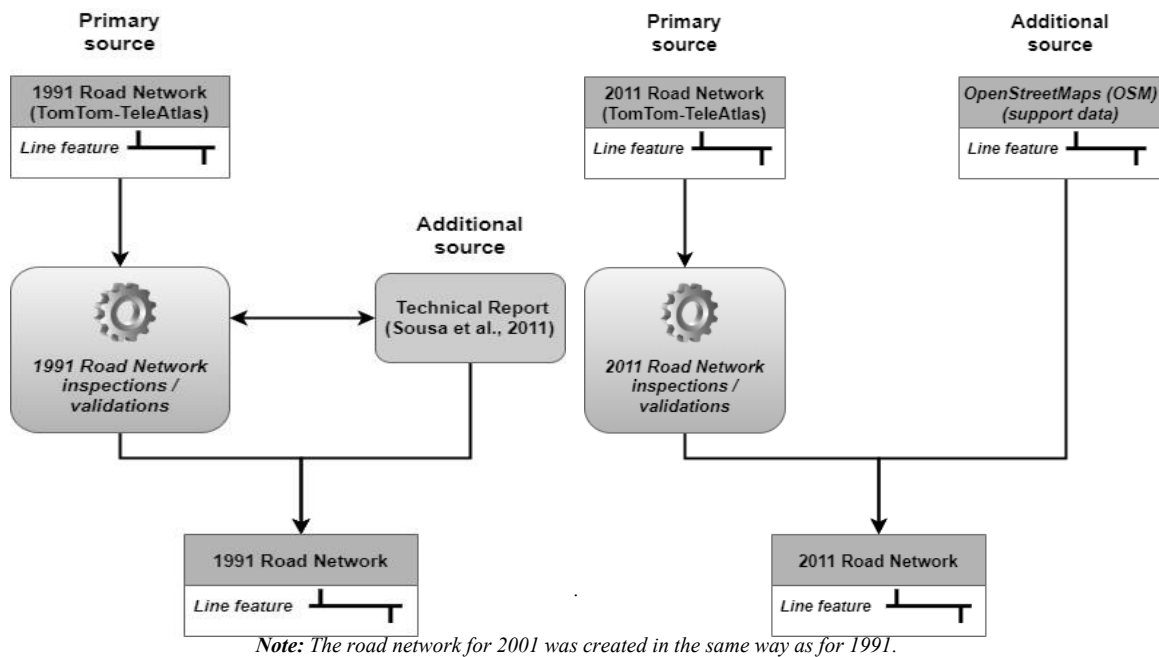 Primary
source
1991 Road Network
(TomTom-TeleAtlas)
Line feature
Additional
source
Technical Report
(Sousa et al., 2011)
1991 Road Network
inspections /
validations
1991 Road Network
Line feature
Primary
source
2011 Road Network
(TomTom-TeleAtlas)
Line feature
Additional
source
OpenStreetMaps (OSM)
(support data)
Line feature
2011 Road Network
inspections /
validations
2011 Road Network
Line feature
.
Note: The road network for 2001 was created in the same way as for 1991.